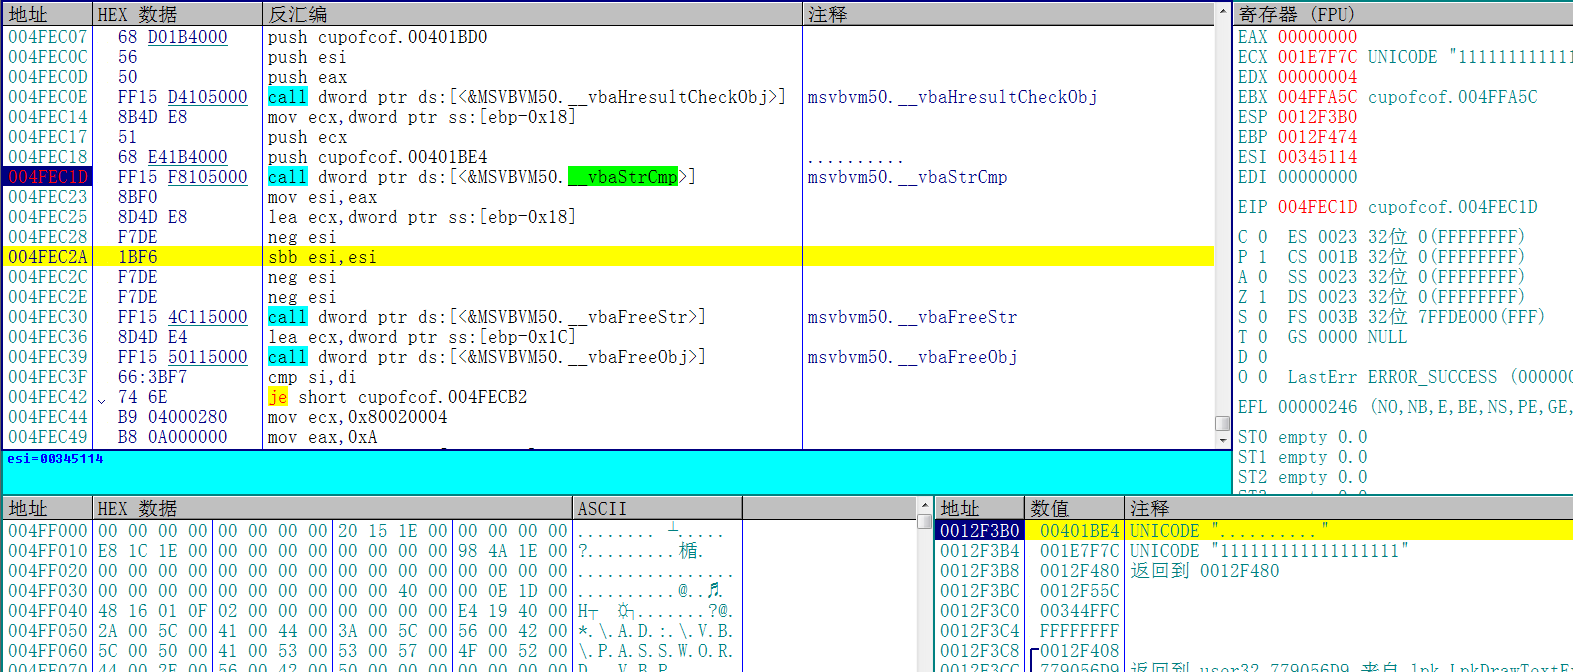 地址 HEX 数据 反汇编 注释
004FEC07 68 D01B4000 push cupofcof.00401BD0
004FEC0C 56 push esi
004FEC0D 50 push eax
004FEC0E FF15 D4105000 call dword ptr ds:[<&MSVBVM50.__vbaHresultCheckObj>] msvbvm50.__vbaHresultCheckObj
004FEC14 8B4D E8 mov ecx,dword ptr ss:[ebp-0x18]
004FEC17 51 push ecx
004FEC18 68 E41B4000 push cupofcof.00401BE4 ..........
004FEC1D FF15 F8105000 call dword ptr ds:[<&MSVBVM50.__vbaStrCmp>] msvbvm50.__vbaStrCmp
004FEC23 8BF0 mov esi,eax
004FEC25 8D4D E8 lea ecx,dword ptr ss:[ebp-0x18]
004FEC28 F7DE neg esi
004FEC2A 1BF6 sbb esi,esi
004FEC2C F7DE neg esi
004FEC2E F7DE neg esi
004FEC30 FF15 4C115000 call dword ptr ds:[<&MSVBVM50.__vbaFreeStr>] msvbvm50.__vbaFreeStr
004FEC36 8D4D E4 lea ecx,dword ptr ss:[ebp-0x1C]
004FEC39 FF15 50115000 call dword ptr ds:[<&MSVBVM50.__vbaFreeObj>] msvbvm50.__vbaFreeObj
004FEC3F 66:3BF7 cmp si,di
004FEC42 74 6E je short cupofcof.004FECB2
004FEC44 B9 04000280 mov ecx,0x80020004
004FEC49 B8 0A000000 mov eax,0xA
esi=00345114
寄存器 (FPU)
EAX 00000000
ECX 001E7F7C UNICODE "1111111111111
EDX 00000004
EBX 004FFA5C cupofcof.004FFA5C
ESP 0012F3B0
EBP 0012F474
ESI 00345114
EDI 00000000
EIP 004FEC1D cupofcof.004FEC1D
C 0 ES 0023 32位 0(FFFFFFFF)
P 1 CS 001B 32位 0(FFFFFFFF)
A 0 SS 0023 32位 0(FFFFFFFF)
Z 1 DS 0023 32位 0(FFFFFFFF)
S 0 FS 003B 32位 7FFDE000(FFF)
T 0 GS 0000 NULL
D 0
O 0 LastErr ERROR_SUCCESS (000000
EFL 00000246 (NO,NB,E,BE,NS,PE,GE,
ST0 empty 0.0
ST1 empty 0.0
ST2 empty 0.0
地址 HEX 数据 ASCII
004FF000 00 00 00 00 00 00 00 00 20 15 1E 00 00 00 00 00 ........ ┴.....
004FF010 E8 1C 1E 00 00 00 00 00 00 00 00 00 98 4A 1E 00 ?.........楯.
004FF020 00 00 00 00 00 00 00 00 00 00 00 00 00 00 00 00 ................
004FF030 00 00 00 00 00 00 00 00 00 00 40 00 00 0E 1D 00 ..........@..♬.
004FF040 48 16 01 0F 02 00 00 00 00 00 00 00 E4 19 40 00 H┬ ☼┐.......?@.
004FF050 2A 00 5C 00 41 00 44 00 3A 00 5C 00 56 00 42 00 *.\.A.D.:.\.V.B.
004FF060 5C 00 50 00 41 00 53 00 53 00 57 00 4F 00 52 00 \.P.A.S.S.W.O.R.
004FF070 44 00 2E 00 56 00 42 00 50 00 00 00 00 00 00 00 D...V.B.P.......
地址 数值 注释
0012F3B0 00401BE4 UNICODE ".........."
0012F3B4 001E7F7C UNICODE "1111111111111111111"
0012F3B8 0012F480 返回到 0012F480
0012F3BC 0012F55C
0012F3C0 00344FFC
0012F3C4 FFFFFFFF
0012F3C8 0012F408
0012F3CC 779056D9 返回到 user32.779056D9 来自 lpk.LpkDrawTextEx